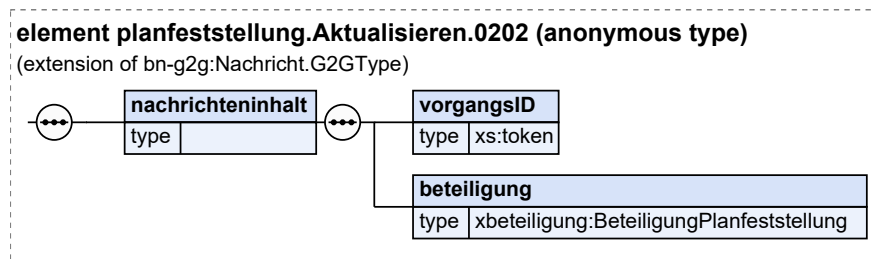 element planfeststellung.Aktualisieren.0202 (anonymous type)
(extension of bn-g2g:Nachricht.G2GType)
nachrichteninhalt
type
vorgangsID
type xs:token
beteiligung
type xbeteiligung:BeteiligungPlanfeststellung